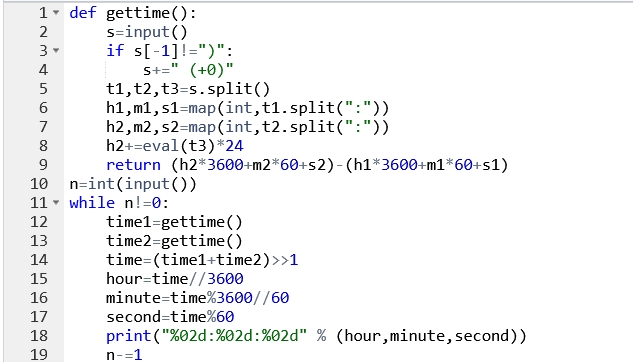 1 def gettime():
2     s=input()
3     if s[-1]!=")":
4         s+=" (+0)"
5     t1,t2,t3=s.split()
6     h1,m1,s1=map(int,t1.split(":"))
7     h2,m2,s2=map(int,t2.split(":"))
8     h2+=eval(t3)*24
9     return (h2*3600+m2*60+s2)-(h1*3600+m1*60+s1)
10 n=int(input())
11 while n!=0:
12     time1=gettime()
13     time2=gettime()
14     time=(time1+time2)>>1
15     hour=time//3600
16     minute=time%3600//60
17     second=time%60
18     print("%02d:%02d:%02d" % (hour,minute,second))
19     n-=1